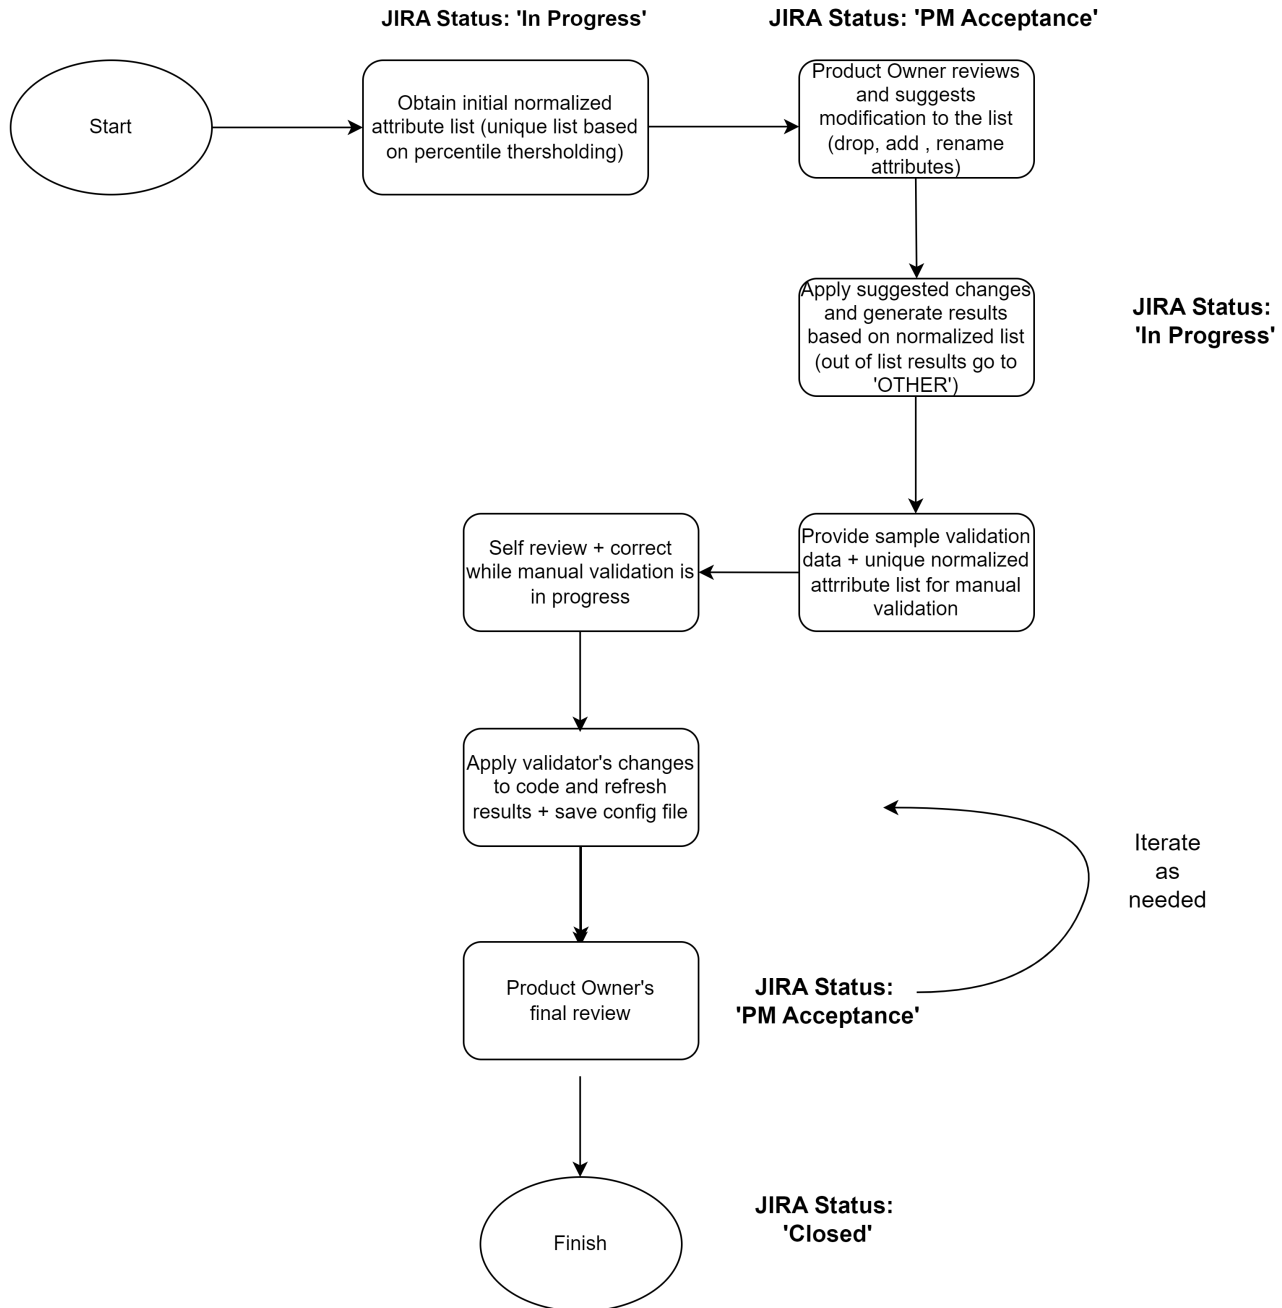 JIRA Status: 'In Progress'
JIRA Status: 'PM Acceptance'
Start
Obtain initial normalized
attribute list (unique list based
on percentile thersholding)
Product Owner reviews
and suggests
modification to the list
(drop, add , rename
attributes)
Apply suggested changes
and generate results
based on normalized list
(out of list results go to
'OTHER')
JIRA Status:
'In Progress'
Provide sample validation
data + unique normalized
attrribute list for manual
validation
Self review + correct
while manual validation is
in progress
Apply validator's changes
to code and refresh
results + save config file
Iterate
as
needed
Product Owner's
final review
JIRA Status:
'PM Acceptance'
Finish
JIRA Status:
'Closed'